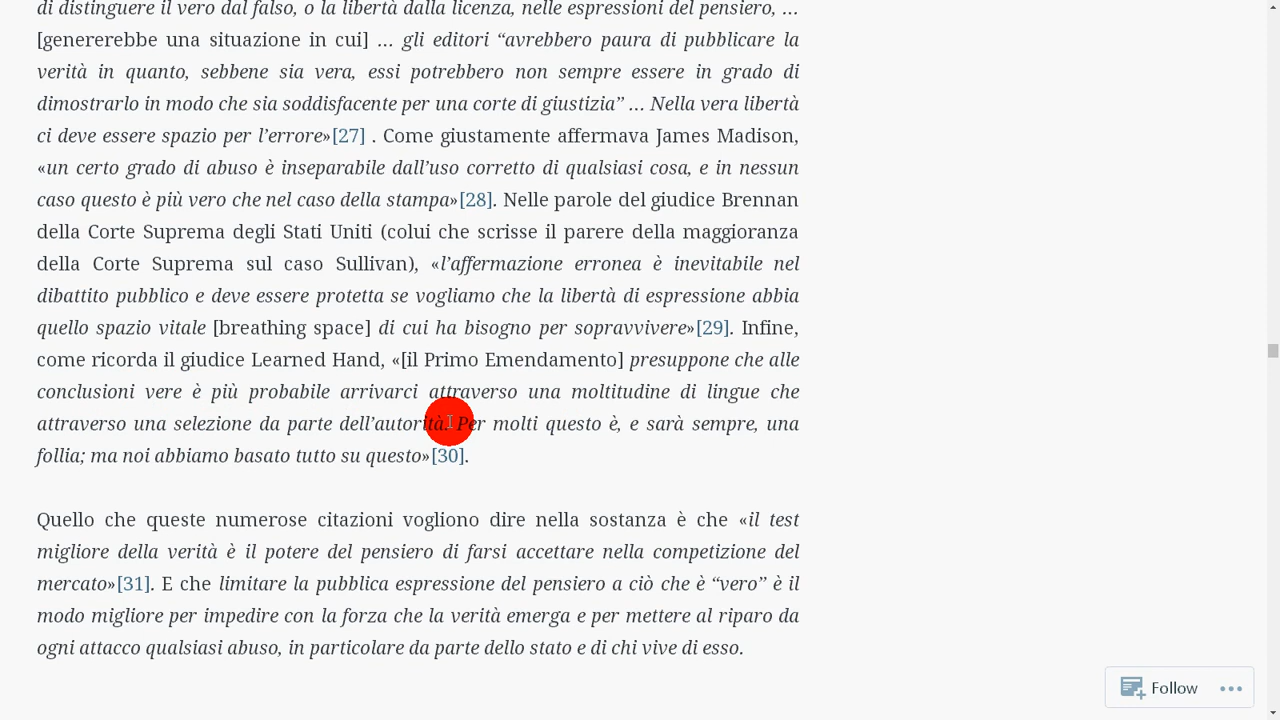 di distinguere il vero dal falso, o la libertà dalla licenza, nelle espressioni del pensiero, …
[genererebbe una situazione in cui] … gli editori “avrebbero paura di pubblicare la
verità in quanto, sebbene sia vera, essi potrebbero non sempre essere in grado di
dimostrarlo in modo che sia soddisfacente per una corte di giustizia” … Nella vera libertà
ci deve essere spazio per l’errore»[27] . Come giustamente affermava James Madison,
«un certo grado di abuso è inseparabile dall’uso corretto di qualsiasi cosa, e in nessun
caso questo è più vero che nel caso della stampa»[28]. Nelle parole del giudice Brennan
della Corte Suprema degli Stati Uniti (colui che scrisse il parere della maggioranza
della Corte Suprema sul caso Sullivan), «l’affermazione erronea è inevitabile nel
dibattito pubblico e deve essere protetta se vogliamo che la libertà di espressione abbia
quello spazio vitale [breathing space] di cui ha bisogno per sopravvivere»[29]. Infine,
come ricorda il giudice Learned Hand, «[il Primo Emendamento] presuppone che alle
conclusioni vere è più probabile arrivarci attraverso una moltitudine di lingue che
attraverso una selezione da parte dell’autorità. Per molti questo è, e sarà sempre, una
follia; ma noi abbiamo basato tutto su questo»[30].
Quello che queste numerose citazioni vogliono dire nella sostanza è che «il test
migliore della verità è il potere del pensiero di farsi accettare nella competizione del
mercato»[31]. E che limitare la pubblica espressione del pensiero a ciò che è “vero” è il
modo migliore per impedire con la forza che la verità emerga e per mettere al riparo da
ogni attacco qualsiasi abuso, in particolare da parte dello stato e di chi vive di esso.
Follow